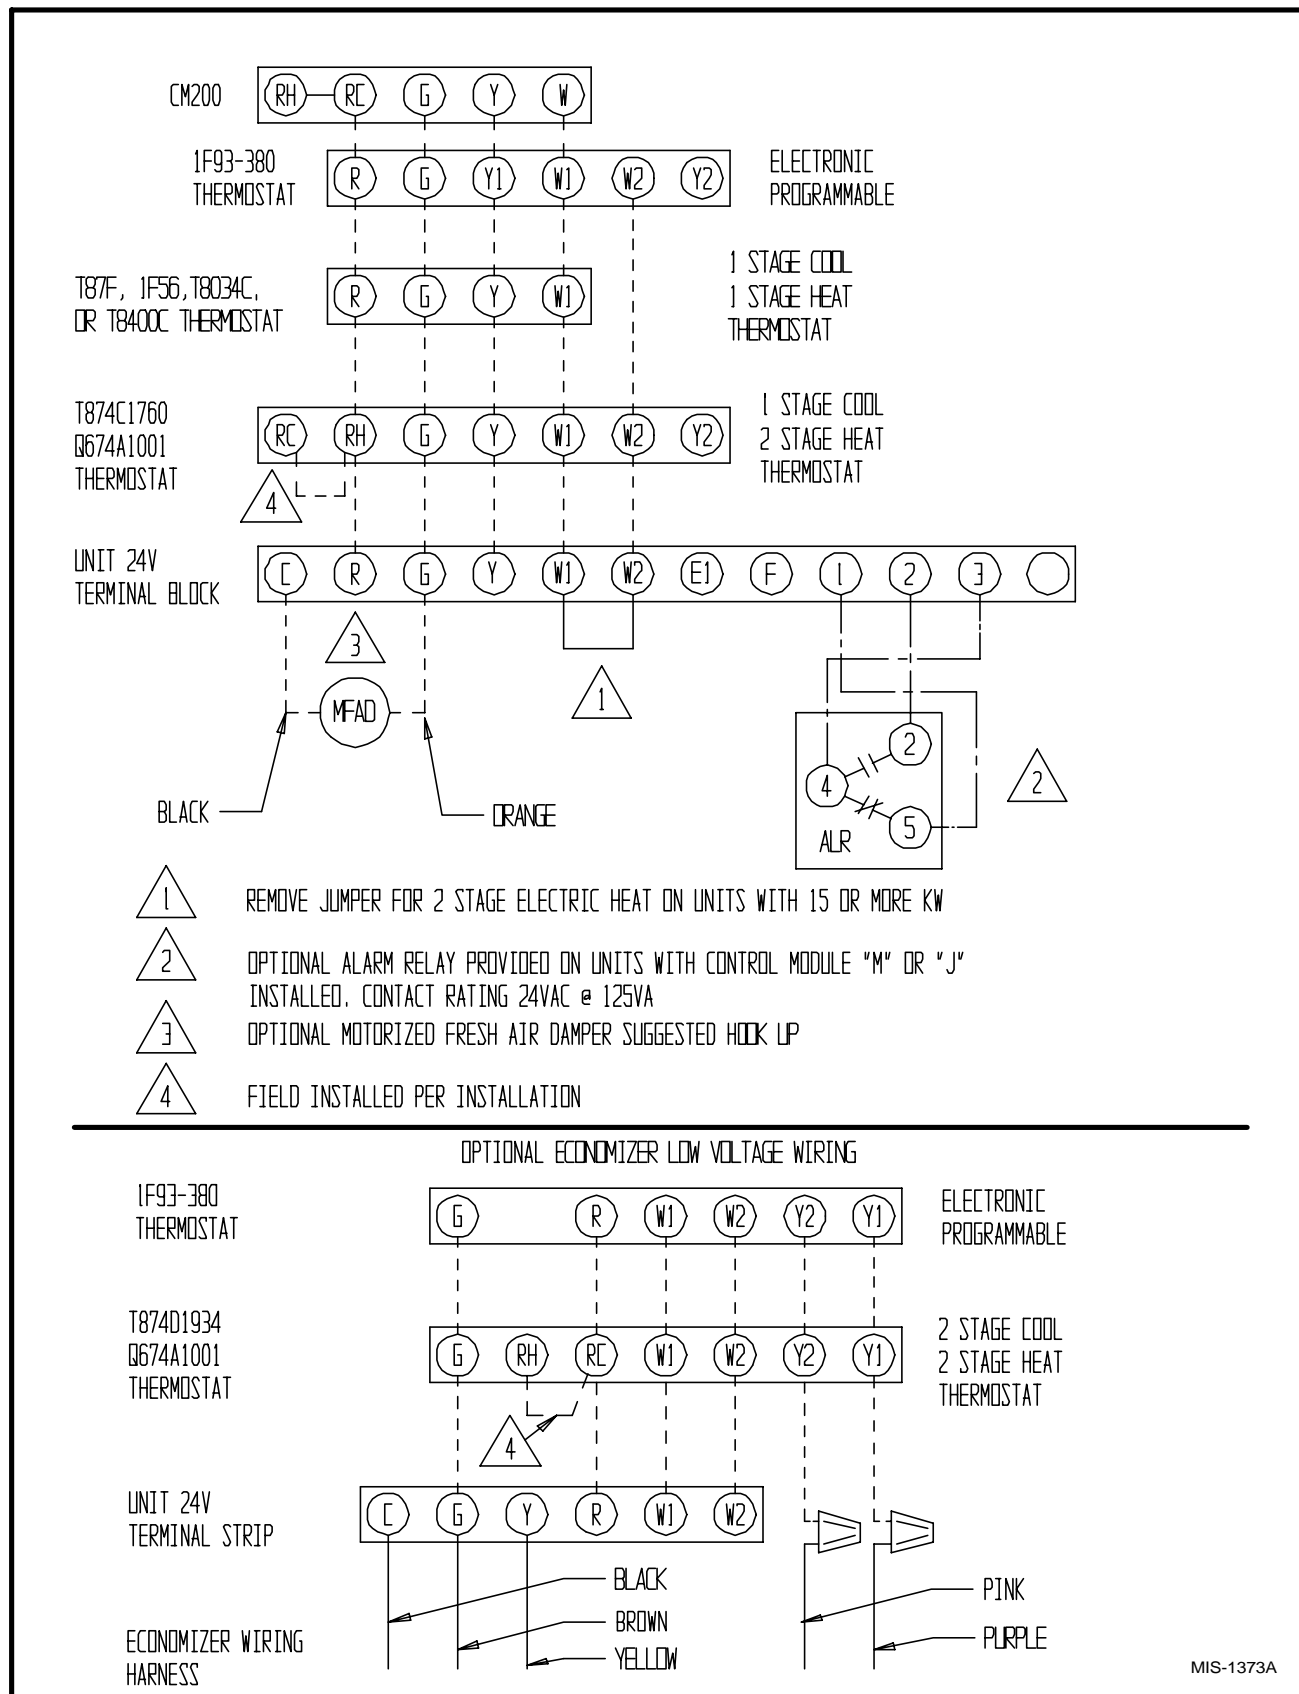 CM200 RH RC G Y W
1F93-380
THERMOSTAT
R G Y1 W1 W2 Y2
ELECTRONIC
PROGRAMMABLE
T87F, 1F56,T8034C,
OR T8400C THERMOSTAT
R G Y W1
1 STAGE COOL
1 STAGE HEAT
THERMOSTAT
T874C1760
Q674A1001
THERMOSTAT
RC RH G Y W1 W2 Y2
1 STAGE COOL
2 STAGE HEAT
THERMOSTAT
4
UNIT 24V
TERMINAL BLOCK
C R G Y W1 W2 E1 F 1 2 3
3
1
MFAD
2
4
5
ALR
2
BLACK
ORANGE
1 REMOVE JUMPER FOR 2 STAGE ELECTRIC HEAT ON UNITS WITH 15 OR MORE KW
2 OPTIONAL ALARM RELAY PROVIDED ON UNITS WITH CONTROL MODULE "M" OR "J"
INSTALLED. CONTACT RATING 24VAC @ 125VA
3 OPTIONAL MOTORIZED FRESH AIR DAMPER SUGGESTED HOOK UP
4 FIELD INSTALLED PER INSTALLATION
OPTIONAL ECONOMIZER LOW VOLTAGE WIRING
1F93-380
THERMOSTAT
G R W1 W2 Y2 Y1
ELECTRONIC
PROGRAMMABLE
T874D1934
Q674A1001
THERMOSTAT
G RH RC W1 W2 Y2 Y1
2 STAGE COOL
2 STAGE HEAT
THERMOSTAT
4
UNIT 24V
TERMINAL STRIP
C G Y R W1 W2
BLACK
BROWN
YELLOW
PINK
PURPLE
ECONOMIZER WIRING
HARNESS
MIS-1373A